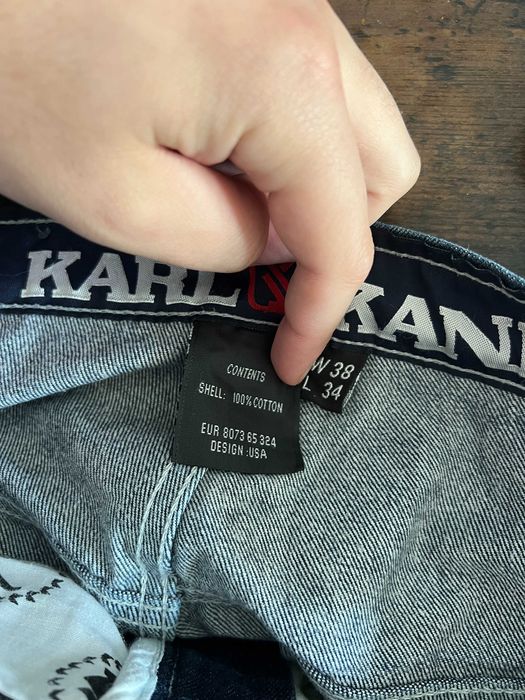 KARL KANI
CONTENTS
SHELL: 100% COTTON
EUR 8073 65 324
DESIGN :USA
W 38
L 34